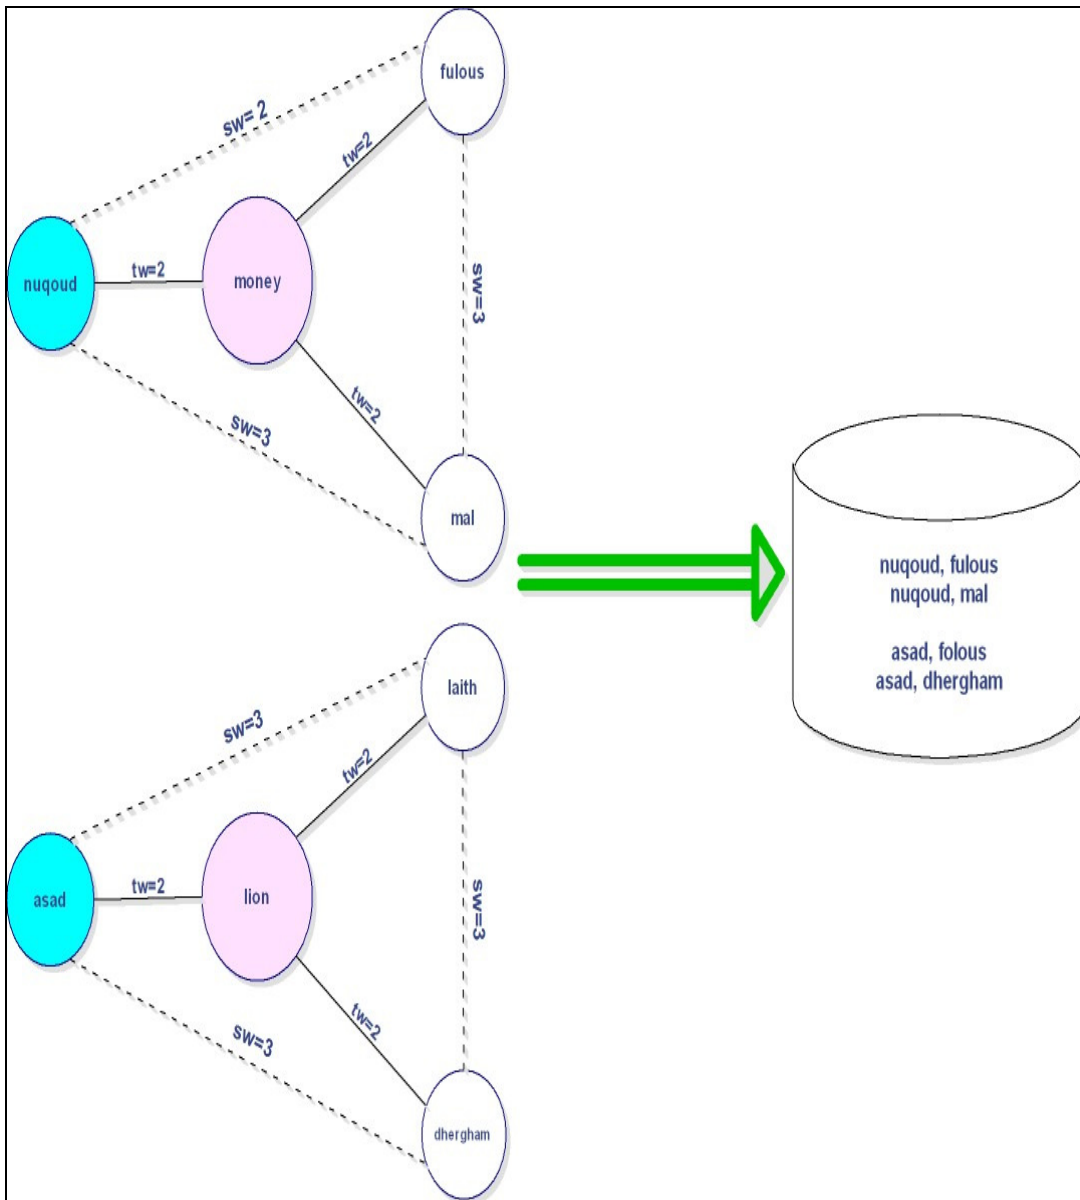 fulous
sw= 2
tw=2
nuqoud
tw=2
money
sw=3
tw=2
sw=3
mal
nuqoud, fulous
nuqoud, mal
asad, folous
asad, dhergham
laith
sw=3
tw=2
asad
tw=2
lion
sw=3
tw=2
sw=3
dhergham